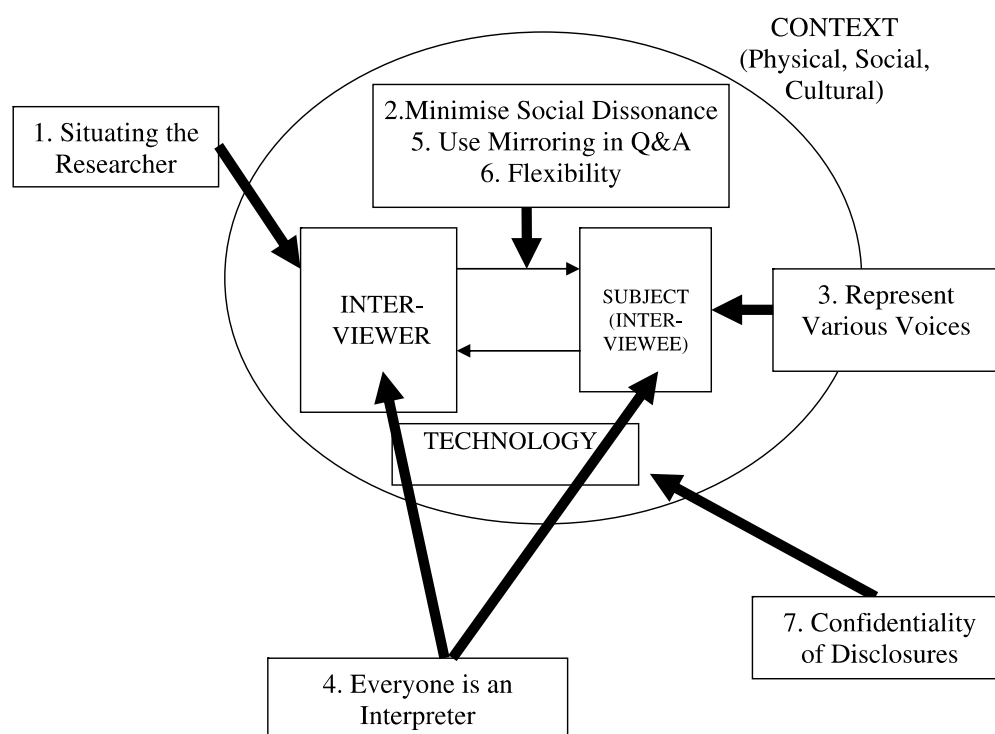 CONTEXT
(Physical, Social,
Cultural)
1. Situating the
Researcher
2.Minimise Social Dissonance
5. Use Mirroring in Q&A
6. Flexibility
INTER-
VIEWER
SUBJECT
(INTER-
VIEWEE)
3. Represent
Various Voices
TECHNOLOGY
7. Confidentiality
of Disclosures
4. Everyone is an
Interpreter